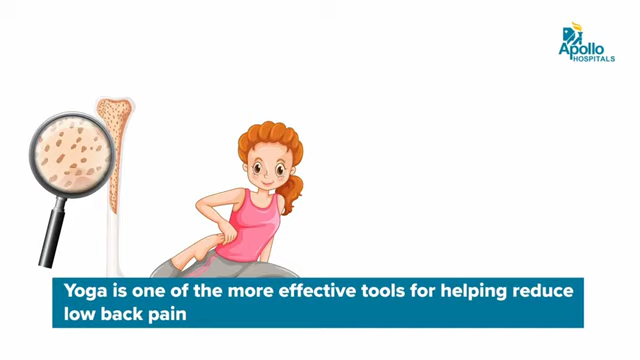 Apollo
HOSPITALS
Yoga is one of the more effective tools for helping reduce
low back pain